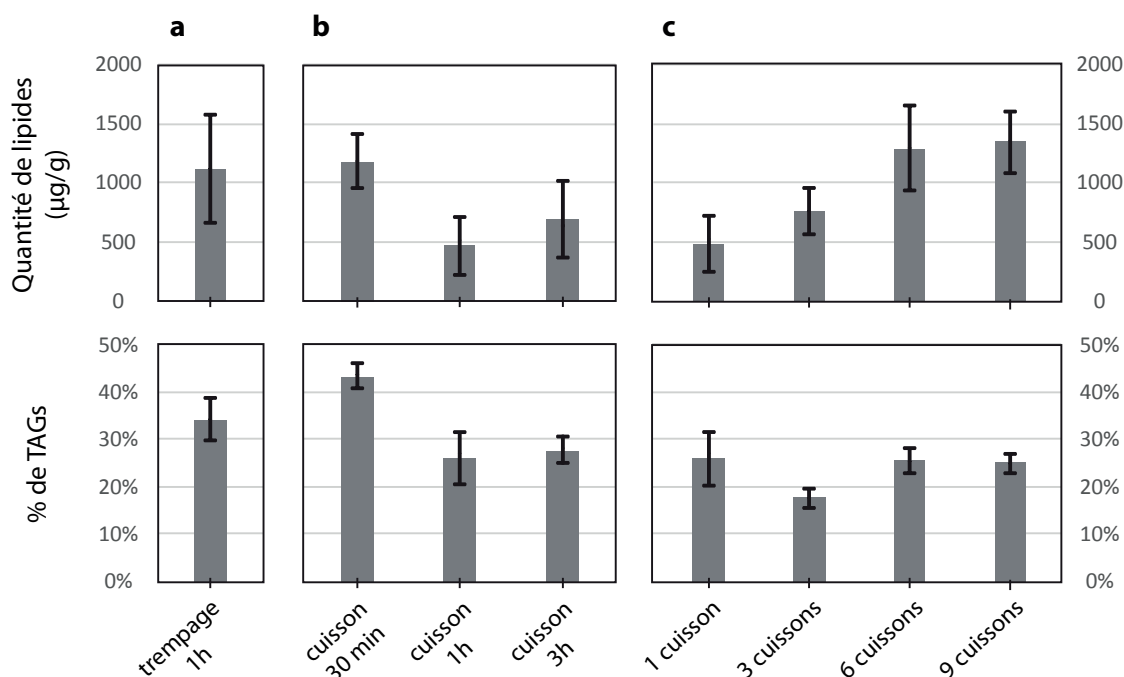 a
b
c
Quantité de lipides
(µg/g)
2000
1500
1000
500
0
2000
1500
1000
500
0
% de TAGs
50%
40%
30%
20%
10%
0%
50%
40%
30%
20%
10%
0%
trempage
1h
cuisson
30 min
cuisson
1h
cuisson
3h
1 cuisson
3 cuissons
6 cuissons
9 cuissons